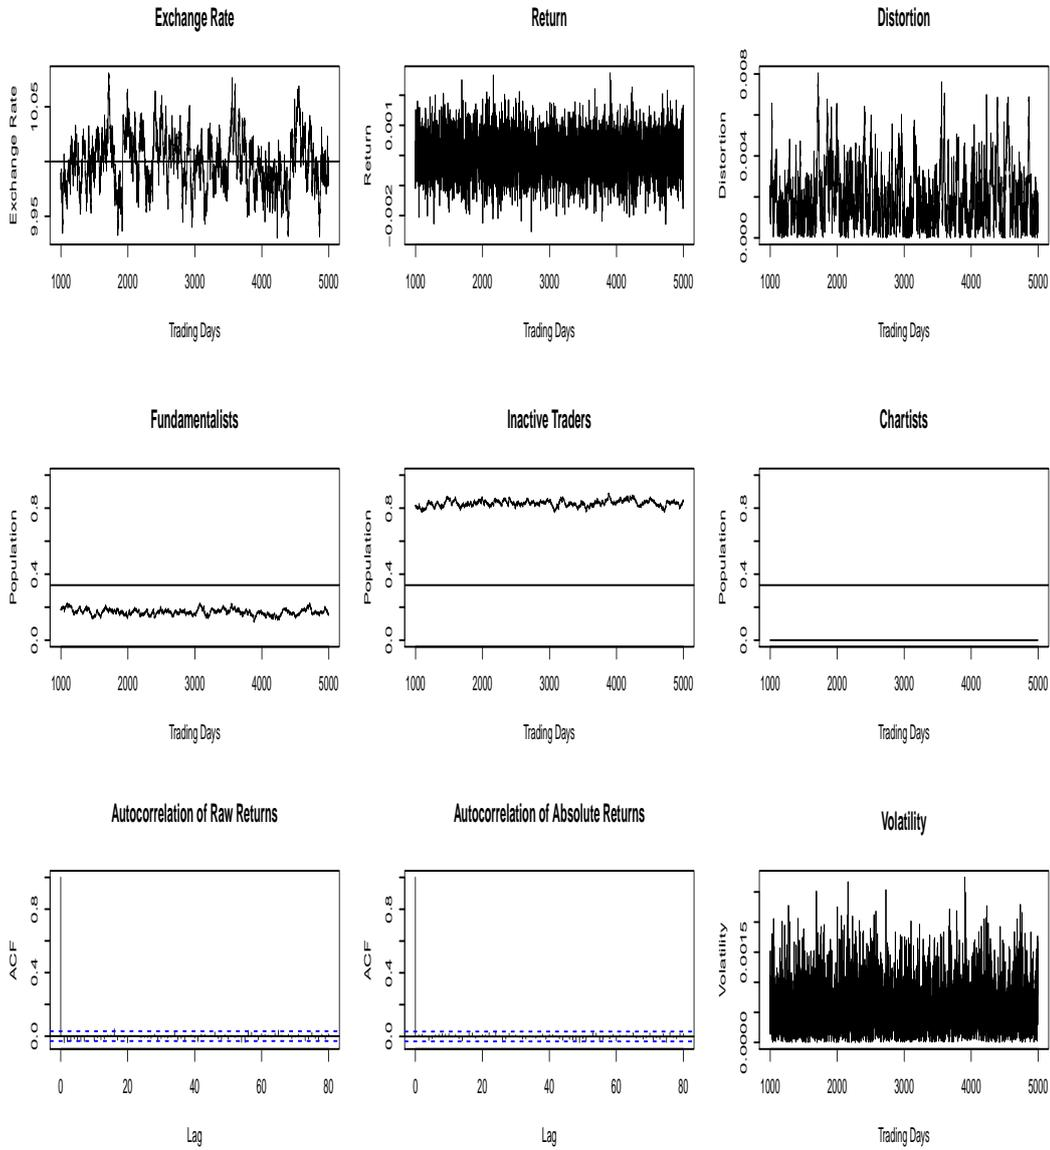 Exchange Rate
Exchange Rate
9.95
10.05
1000 2000 3000 4000 5000
Trading Days
Return
Return
−0.002
0.001
1000 2000 3000 4000 5000
Trading Days
Distortion
Distortion
0.000
0.004
0.008
1000 2000 3000 4000 5000
Trading Days
Fundamentalists
Population
0.0
0.4
0.8
1000 2000 3000 4000 5000
Trading Days
Inactive Traders
Population
0.0
0.4
0.8
1000 2000 3000 4000 5000
Trading Days
Chartists
Population
0.0
0.4
0.8
1000 2000 3000 4000 5000
Trading Days
Autocorrelation of Raw Returns
ACF
0.0
0.4
0.8
0 20 40 60 80
Lag
Autocorrelation of Absolute Returns
ACF
0.0
0.4
0.8
0 20 40 60 80
Lag
Volatility
Volatility
0.0000
0.0015
1000 2000 3000 4000 5000
Trading Days